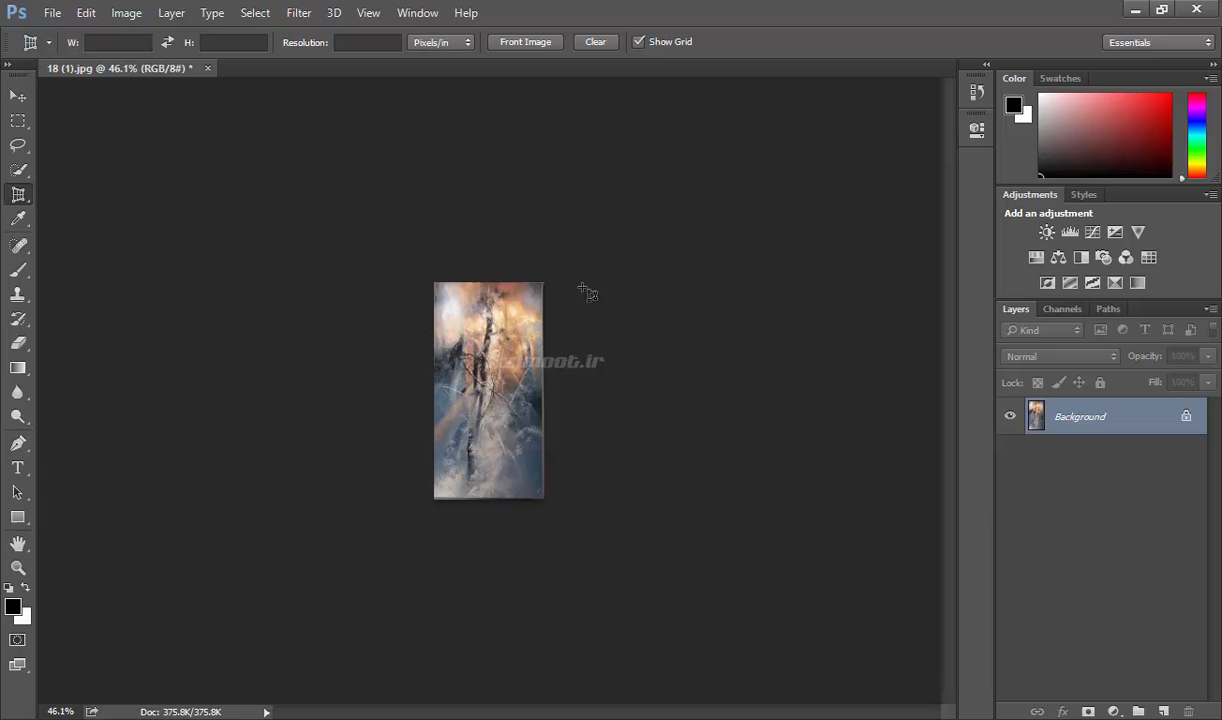 Ps File Edit Image Layer Type Select Filter 3D View Window Help
W: H: Resolution: Pixels/in Front Image Clear Show Grid Essentials
18 (1).jpg @ 46.1% (RGB/8#) * ×
Color Swatches
Adjustments Styles
Add an adjustment
Layers Channels Paths
Kind
Normal Opacity: 100%
Lock: Fill: 100%
Background
46.1% Doc: 375.8K/375.8K